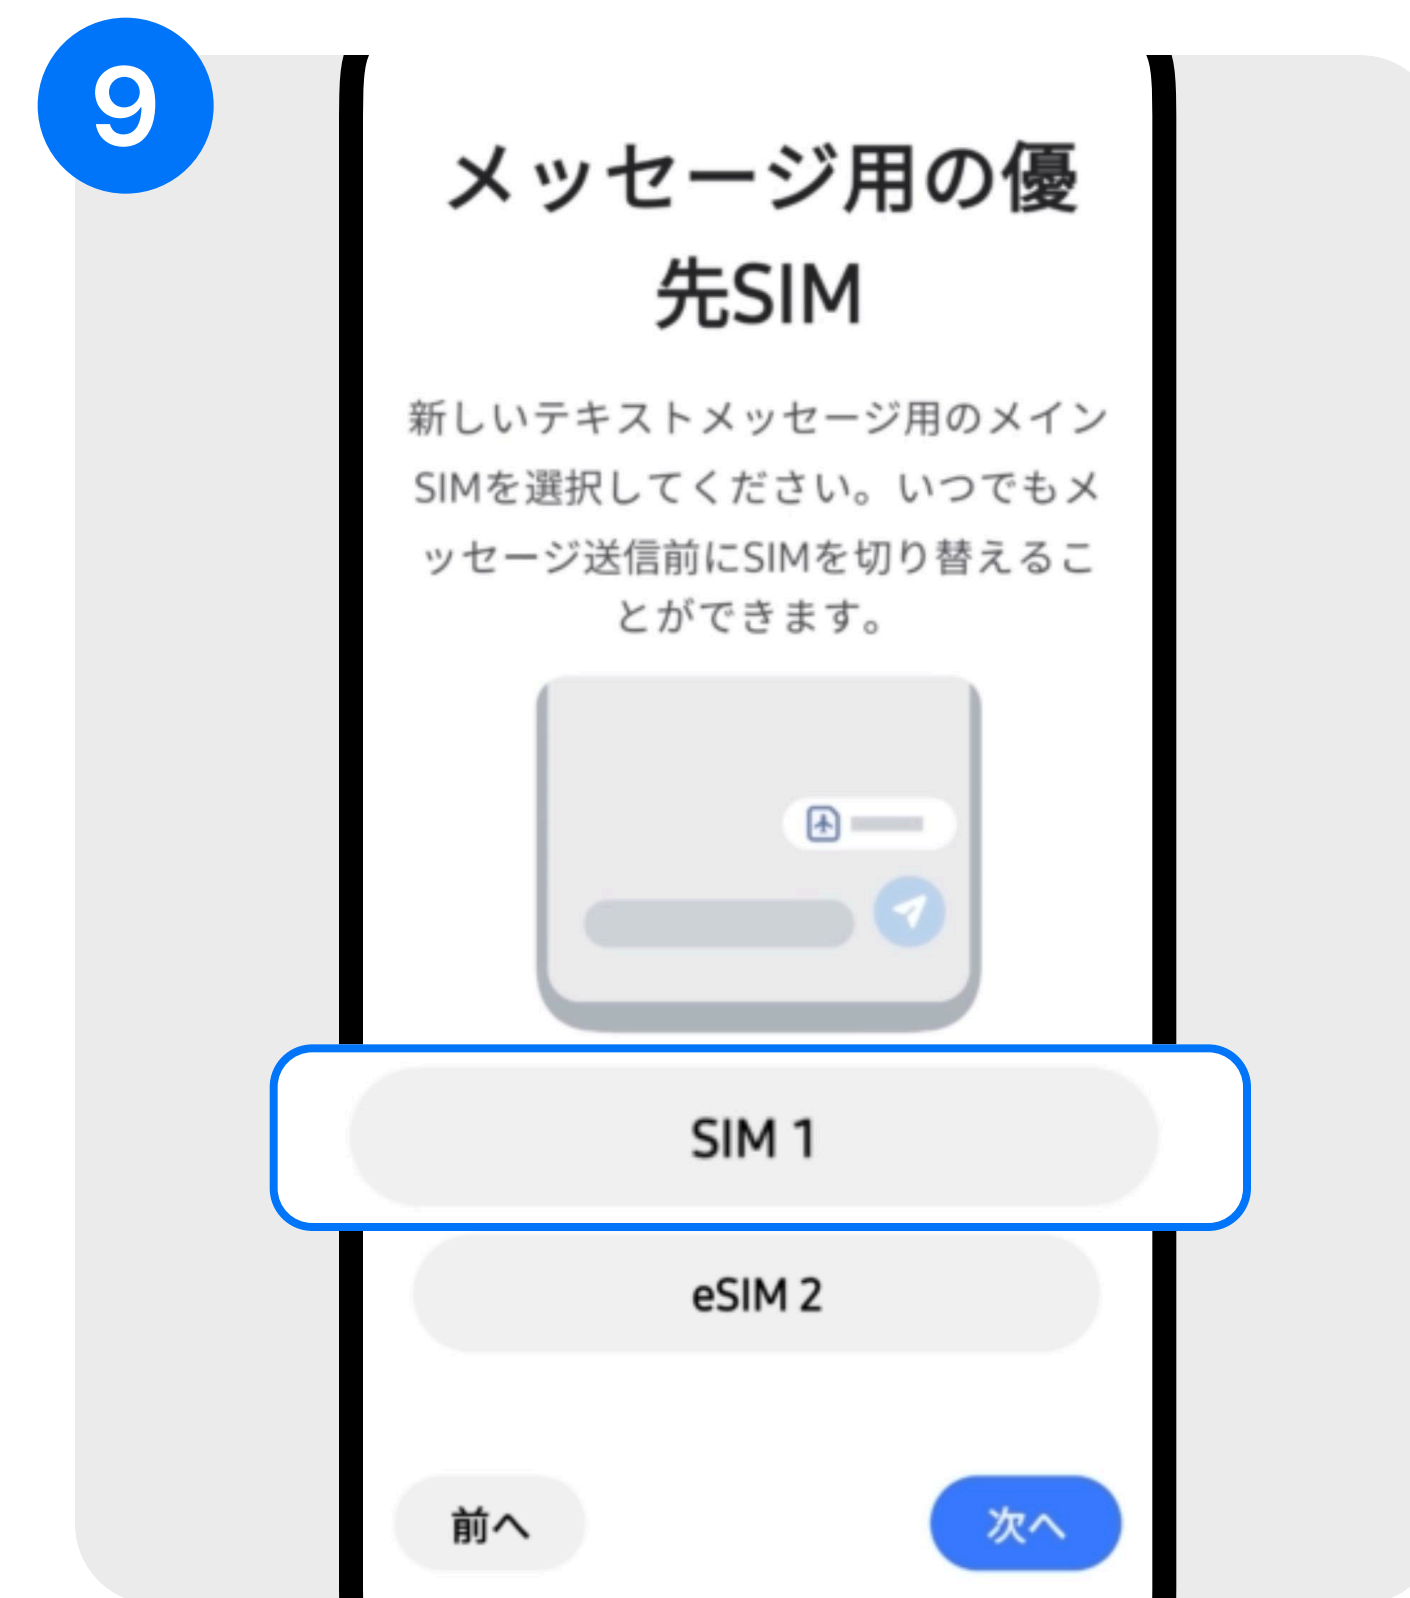 9
メッセージ用の優
先SIM
新しいテキストメッセージ用のメイン
SIMを選択してください。いつでもメ
ッセージ送信前にSIMを切り替えるこ
とができます。
SIM 1
eSIM 2
前へ
次へ